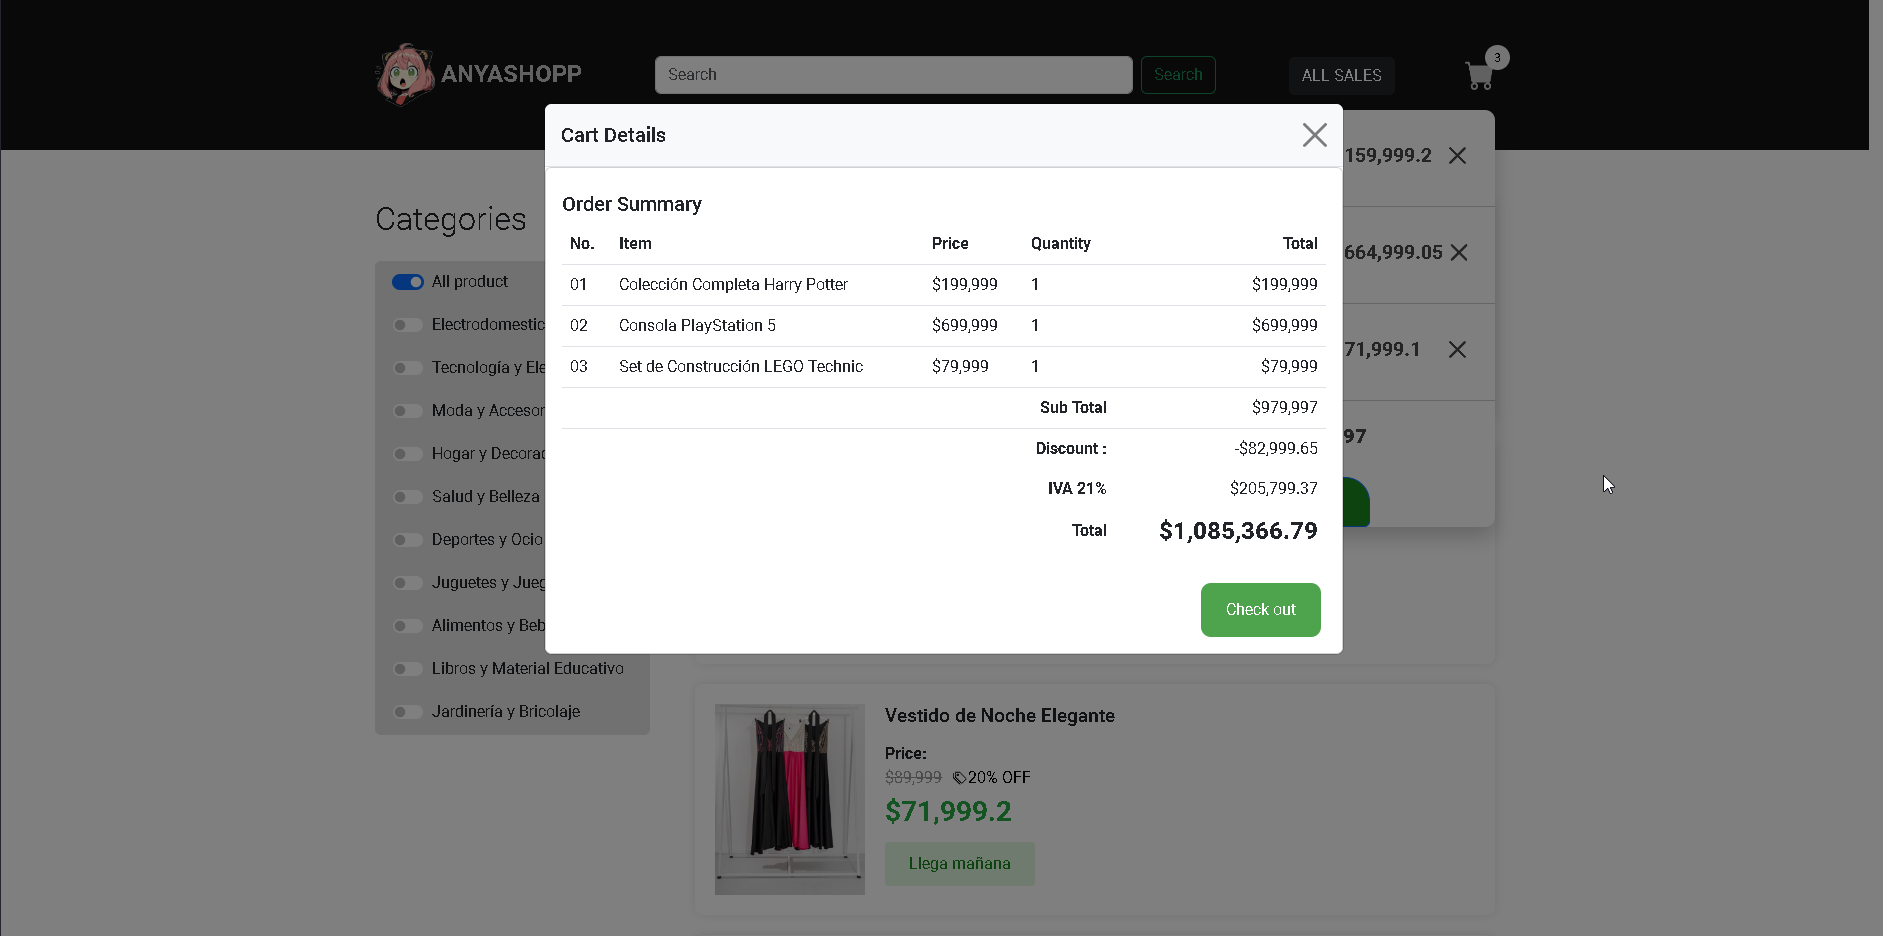 ANYASHOPP
Search
Search
ALL SALES
3
Cart Details
159,999.2
664,999.05
71,999.1
97
Categories
All product
Electrodomestic
Tecnología y Ele
Moda y Accesor
Hogar y Decorac
Salud y Belleza
Deportes y Ocio
Juguetes y Jueg
Alimentos y Beb
Libros y Material Educativo
Jardinería y Bricolaje
Order Summary
No. Item Price Quantity Total
01 Colección Completa Harry Potter $199,999 1 $199,999
02 Consola PlayStation 5 $699,999 1 $699,999
03 Set de Construcción LEGO Technic $79,999 1 $79,999
Sub Total $979,997
Discount : -$82,999.65
IVA 21% $205,799.37
Total $1,085,366.79
Check out
Vestido de Noche Elegante
Price:
$89,999 20% OFF
$71,999.2
Llega mañana